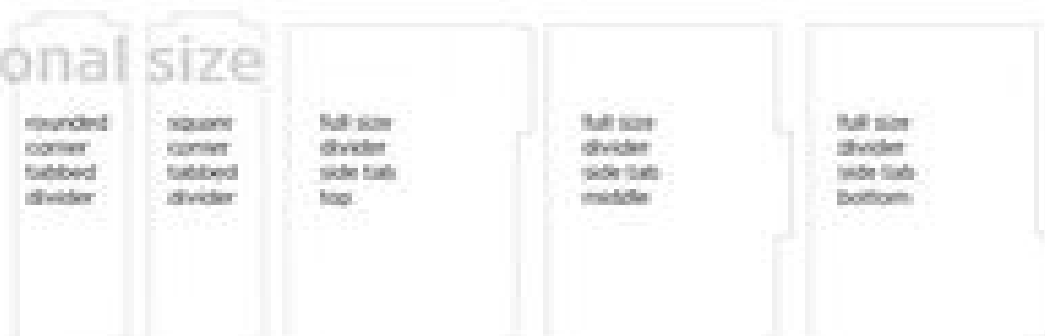 onal size
rounded
corner
tabbed
divider
square
corner
tabbed
divider
full size
divider
side tab
top
full size
divider
side tab
middle
full size
divider
side tab
bottom